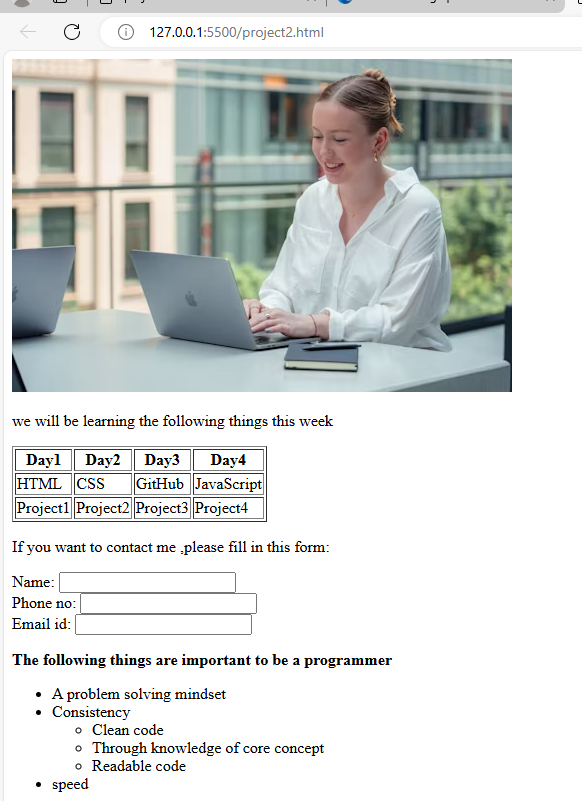 127.0.0.1:5500/project2.html
we will be learning the following things this week
Day1 Day2 Day3 Day4
HTML CSS GitHub JavaScript
Project1 Project2 Project3 Project4
If you want to contact me ,please fill in this form:
Name:
Phone no:
Email id:
The following things are important to be a programmer
A problem solving mindset
Consistency
Clean code
Through knowledge of core concept
Readable code
speed